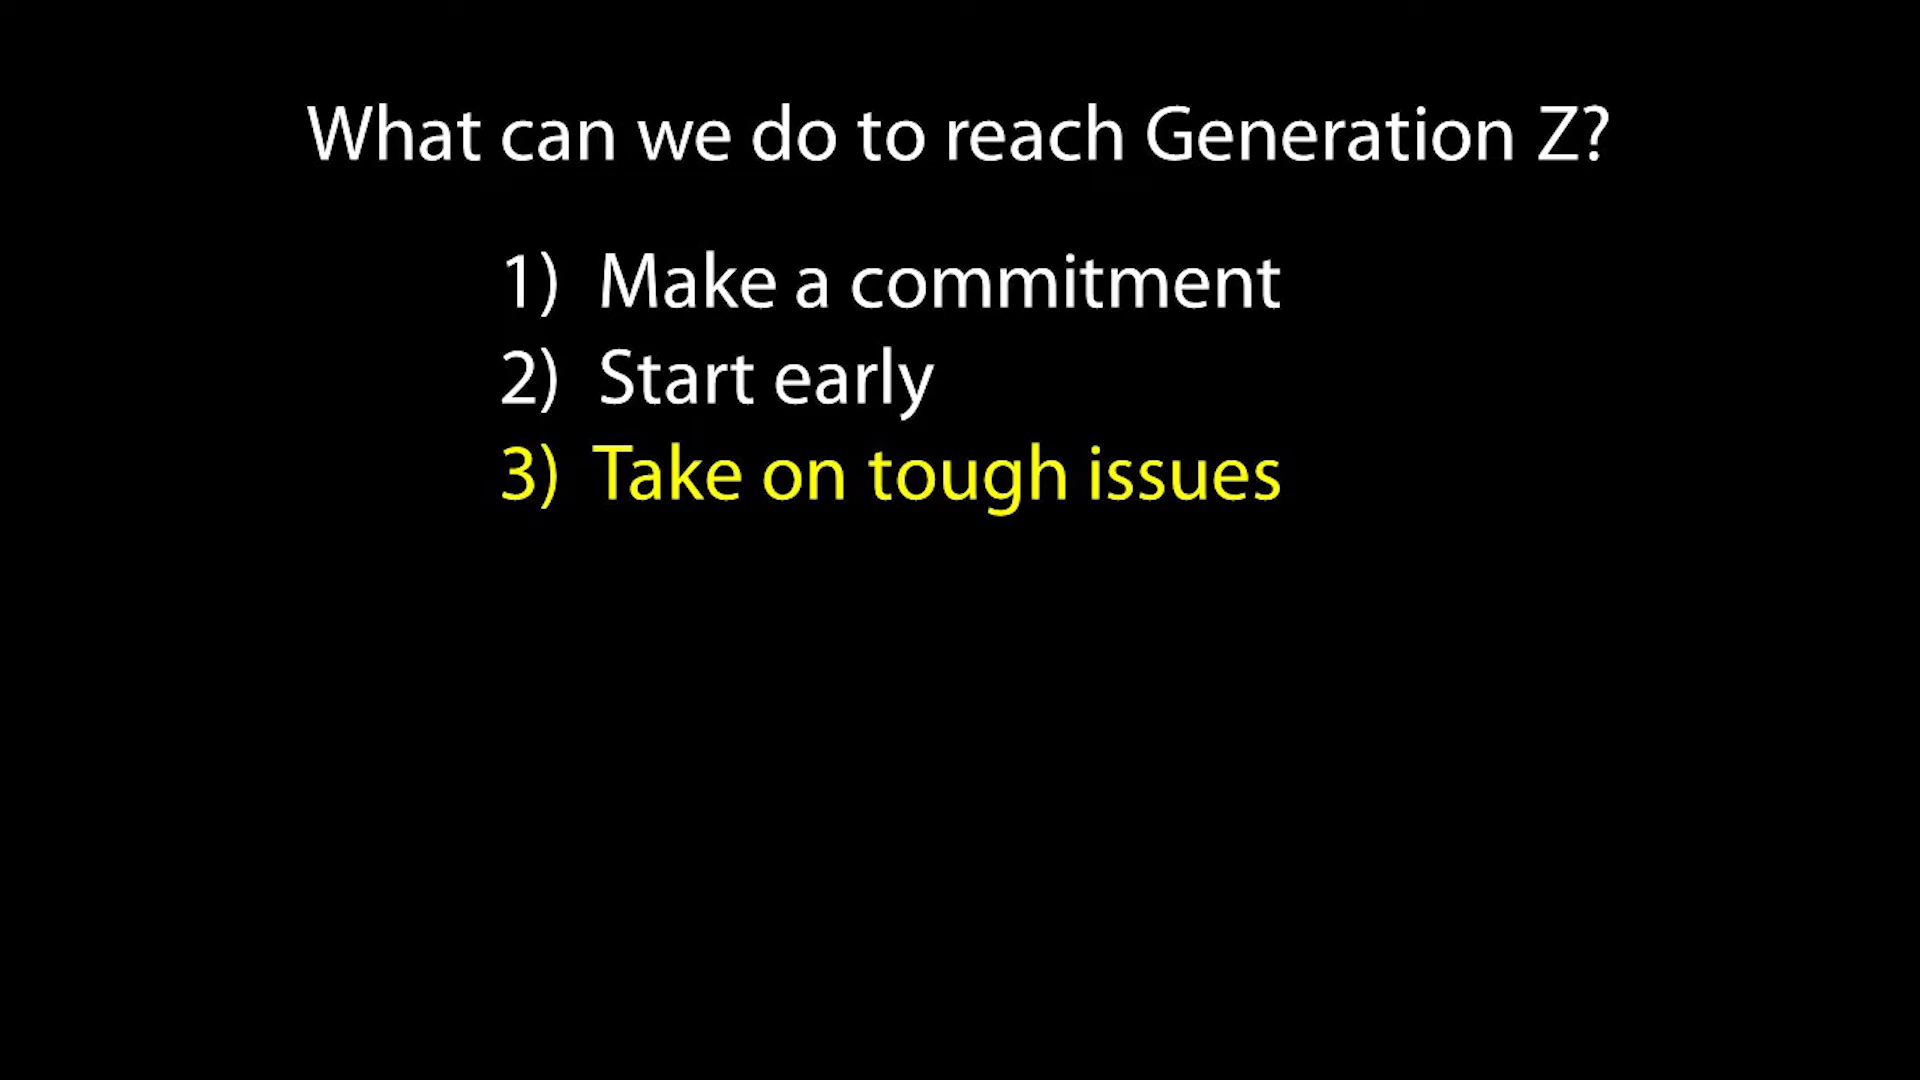 What can we do to reach Generation Z?
1) Make a commitment
2) Start early
3) Take on tough issues